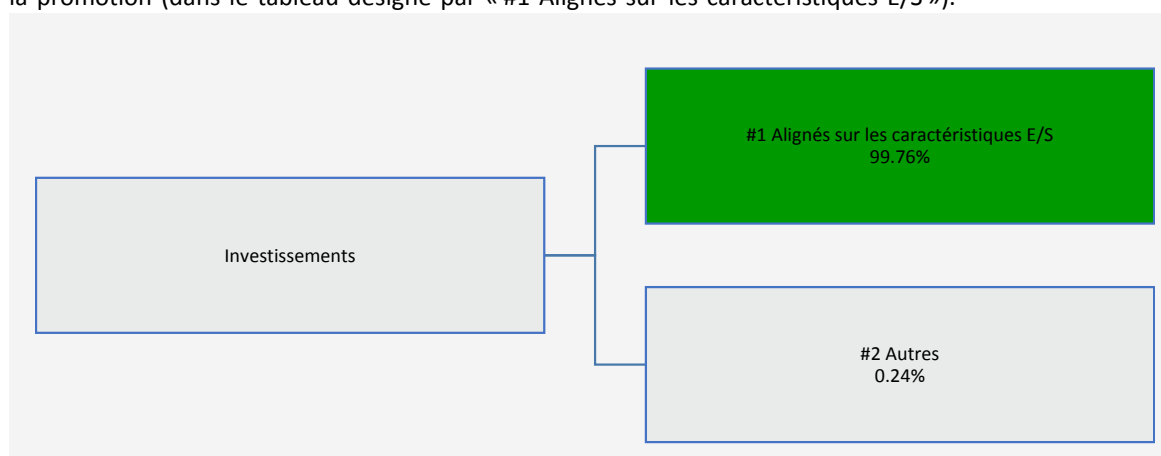 la promotion (dans le tableau désigné par « #1 Alignés sur les caractéristiques E/S »).
#1 Alignés sur les caractéristiques E/S
99.76%
Investissements
#2 Autres
0.24%